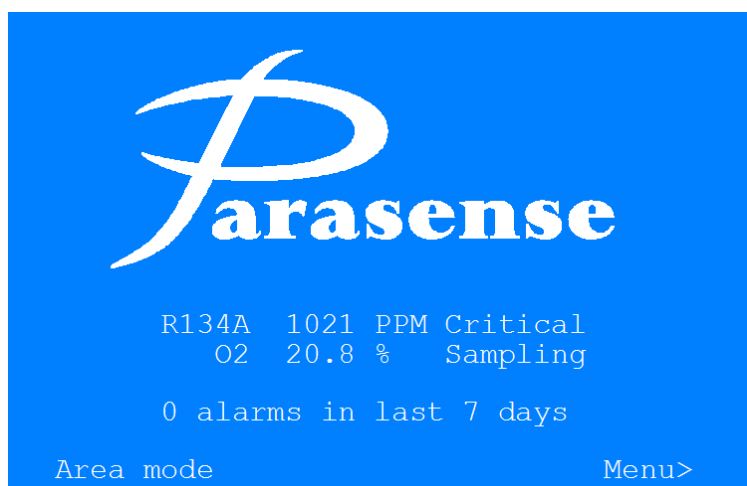 Parasense
R134A 1021 PPM Critical
O2 20.8 % Sampling
0 alarms in last 7 days
Area mode Menu>